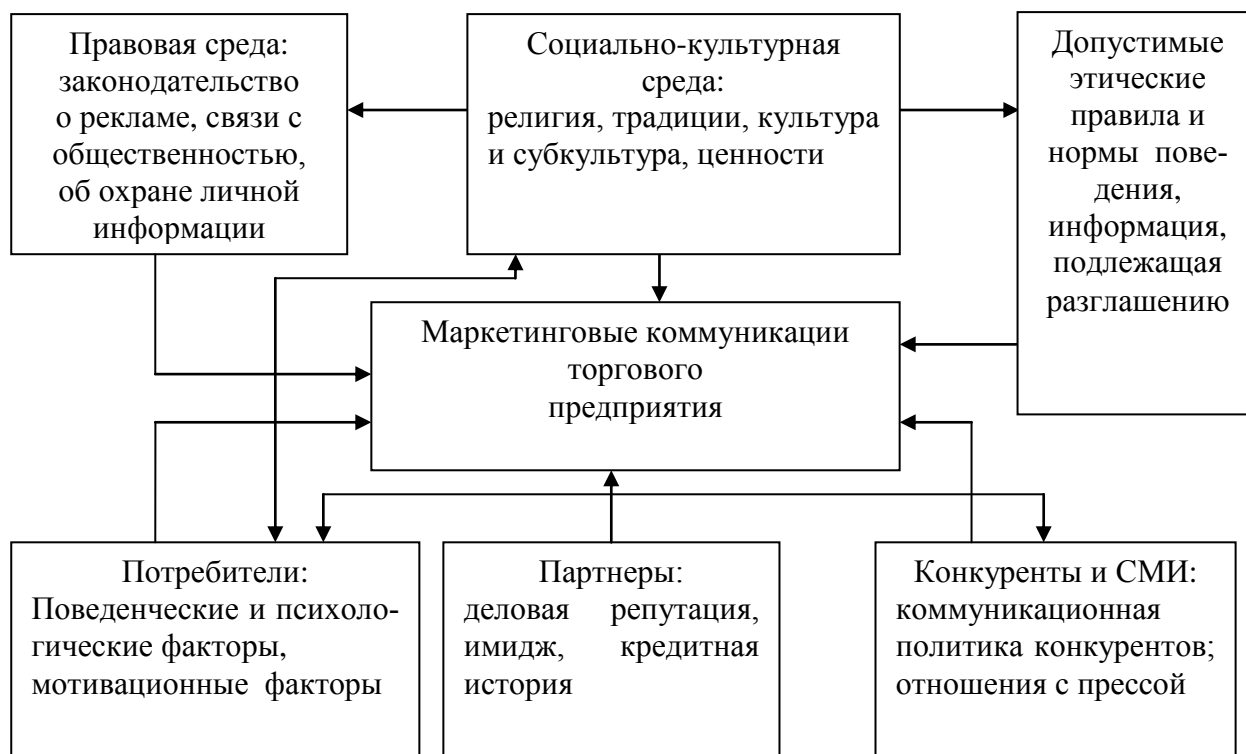 Правовая среда:
законодательство
о рекламе, связи с
общественностью,
об охране личной
информации
Социально-культурная
среда:
религия, традиции, культура
и субкультура, ценности
Допустимые
этические
правила и
нормы пове-
дения,
информация,
подлежащая
разглашению
Маркетинговые коммуникации
торгового
предприятия
Потребители:
Поведенческие и психоло-
гические факторы,
мотивационные факторы
Партнеры:
деловая репутация,
имидж, кредитная
история
Конкуренты и СМИ:
коммуникационная
политика конкурентов;
отношения с прессой